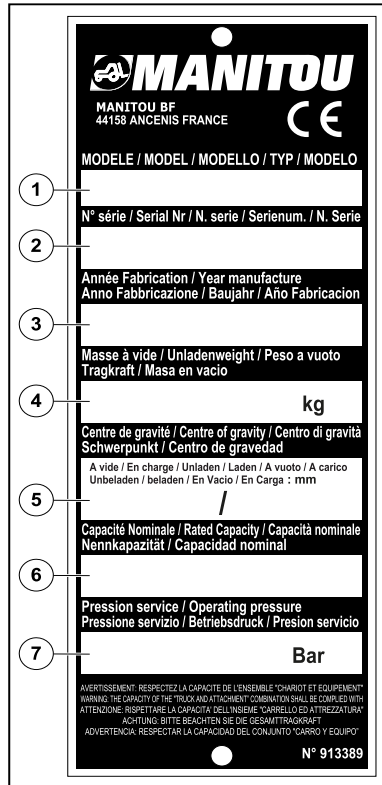 MANITOU
MANITOU BF
44158 ANCENIS FRANCE
CE
MODELE / MODEL / MODELLO / TYP / MODELO
1
N° série / Serial Nr / N. serie / Serienum. / N. Serie
2
Année Fabrication / Year manufacture
Anno Fabbricazione / Baujahr / Año Fabricacion
3
Masse à vide / Unladenweight / Peso a vuoto
Tragkraft / Masa en vacio
4
kg
Centre de gravité / Centre of gravity / Centro di gravità
Schwerpunkt / Centro de gravedad
A vide / En charge / Unladen / Laden / A vuoto / A carico
Unbeladen / beladen / En Vacio / En Carga : mm
5
/
Capacité Nominale / Rated Capacity / Capacità nominale
Nennkapazität / Capacidad nominal
6
Pression service / Operating pressure
Pressione servizio / Betriebsdruck / Presion servicio
7
Bar
AVERTISSEMENT: RESPECTEZ LA CAPACITE DE L'ENSEMBLE "CHARIOT ET EQUIPEMENT"
WARNING: THE CAPACITY OF THE "TRUCK AND ATTACHMENT" COMBINATION SHALL BE COMPLIED WITH
ATTENZIONE: RISPETTARE LA CAPACITA' DELL'INSIEME "CARRELLO ED ATTREZZATURA"
ACHTUNG: BITTE BEACHTEN SIE DIE GESAMTTRAGKRAFT
ADVERTENCIA: RESPECTAR LA CAPACIDAD DEL CONJUNTO "CARRO Y EQUIPO"
N° 913389